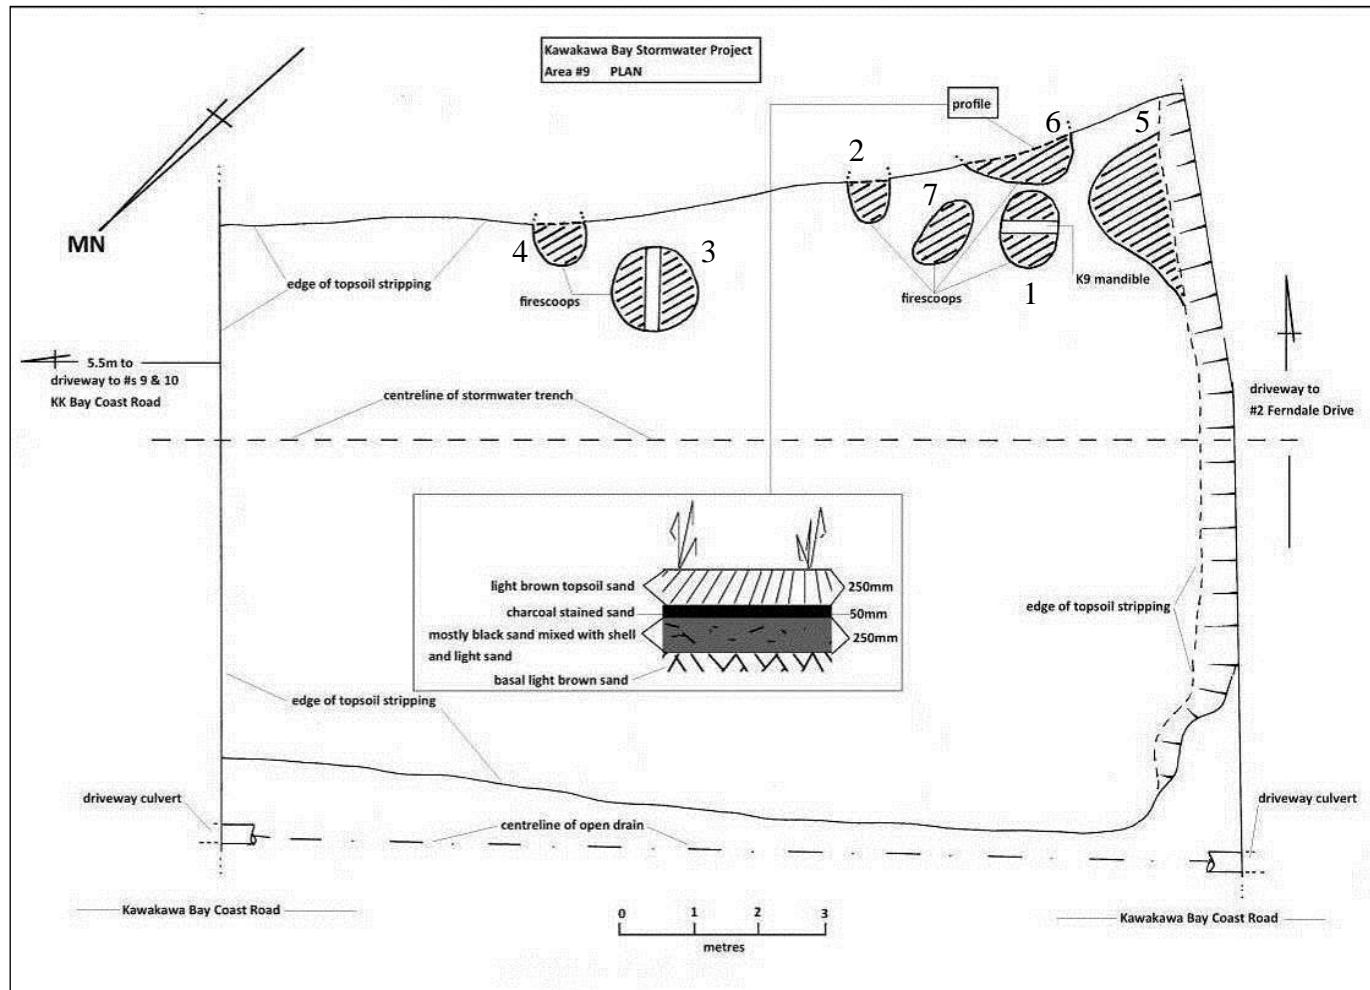 Kawakawa Bay Stormwater Project
Area #9 PLAN
profile
MN
6
5
2
7
4
3
1
edge of topsoil stripping
firescoops
firescoops
K9 mandible
5.5m to
driveway to #s 9 & 10
KK Bay Coast Road
driveway to
#2 Ferndale Drive
centreline of stormwater trench
light brown topsoil sand
250mm
charcoal stained sand
50mm
mostly black sand mixed with shell
and light sand
250mm
basal light brown sand
edge of topsoil stripping
edge of topsoil stripping
driveway culvert
driveway culvert
centreline of open drain
Kawakawa Bay Coast Road
0 1 2 3
metres
Kawakawa Bay Coast Road